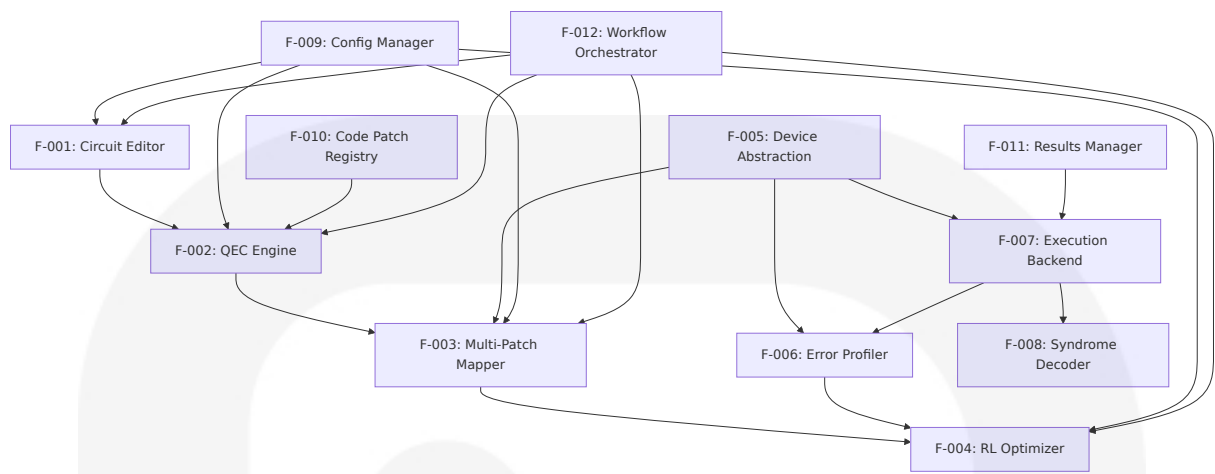 F-009: Config Manager
F-012: Workflow
Orchestrator
F-001: Circuit Editor
F-010: Code Patch
Registry
F-005: Device
Abstraction
F-011: Results Manager
F-002: QEC Engine
F-007: Execution
Backend
F-003: Multi-Patch
Mapper
F-006: Error Profiler
F-008: Syndrome
Decoder
F-004: RL Optimizer